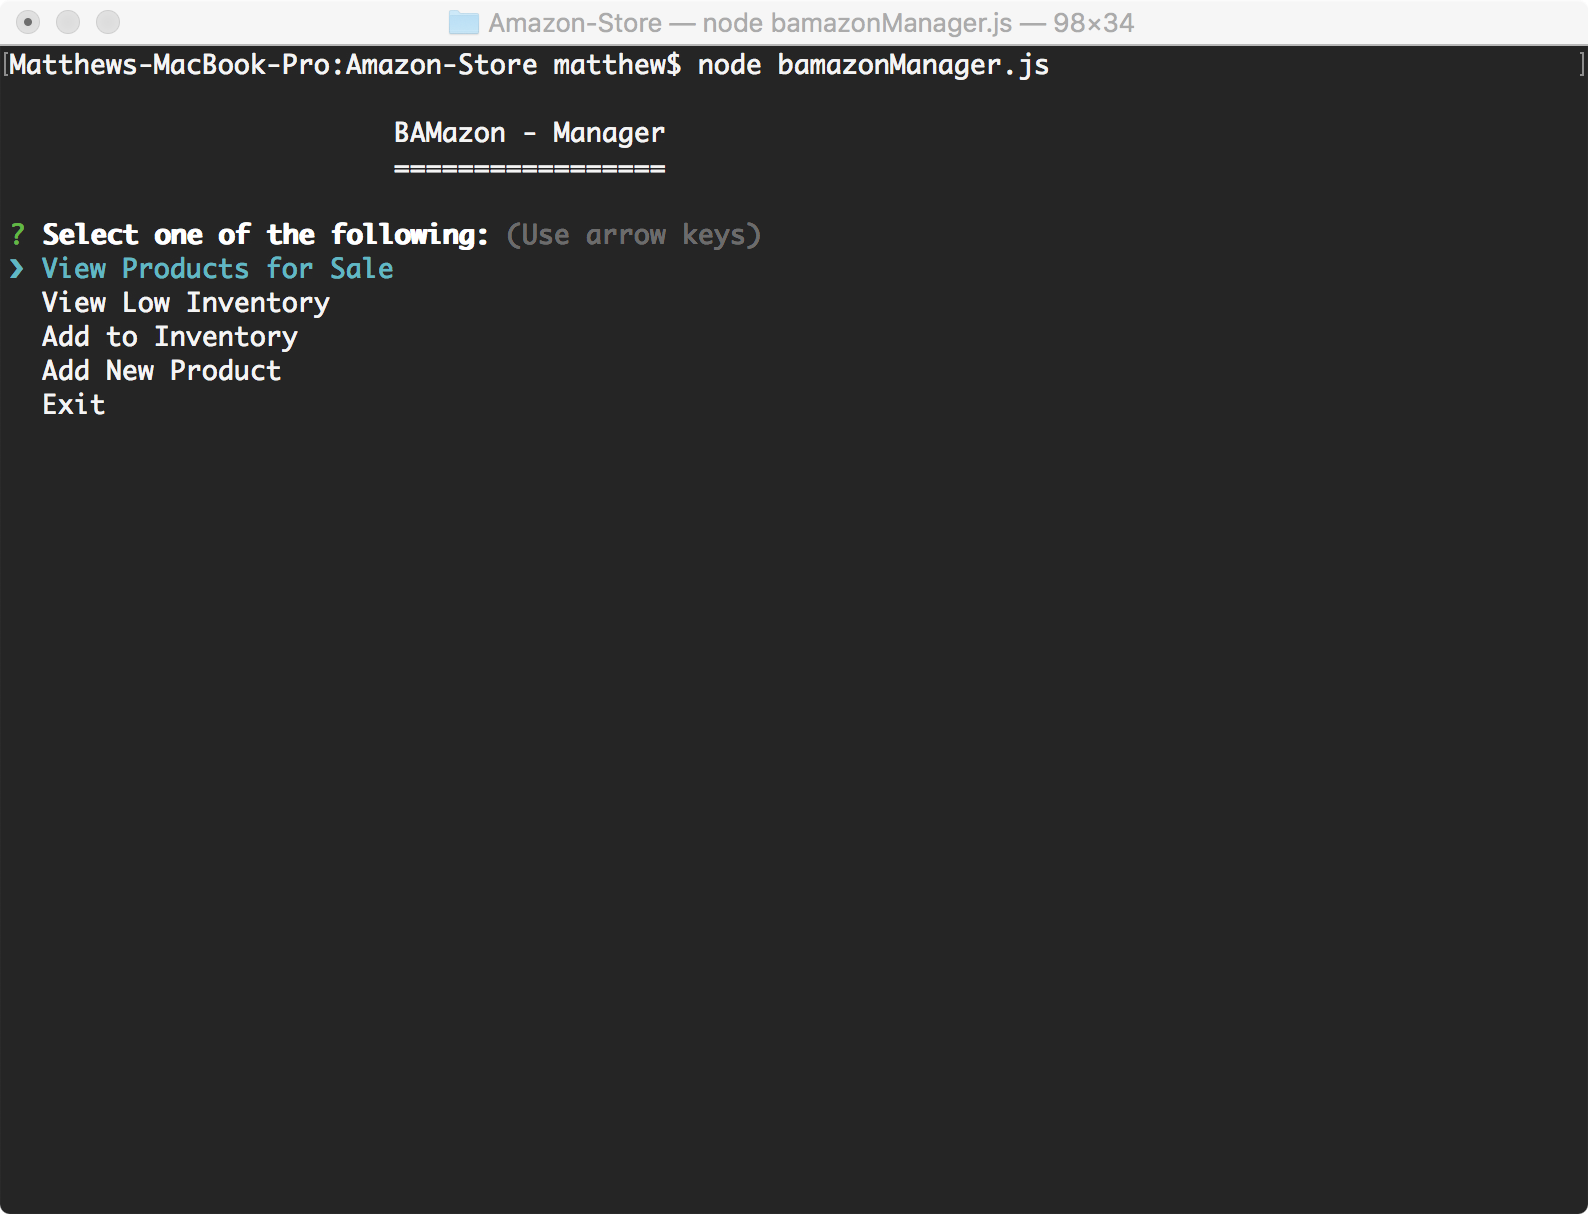 Amazon-Store — node bamazonManager.js — 98×34
[Matthews-MacBook-Pro:Amazon-Store matthew$ node bamazonManager.js ]
BAMazon - Manager
=================
? Select one of the following: (Use arrow keys)
❯ View Products for Sale
View Low Inventory
Add to Inventory
Add New Product
Exit